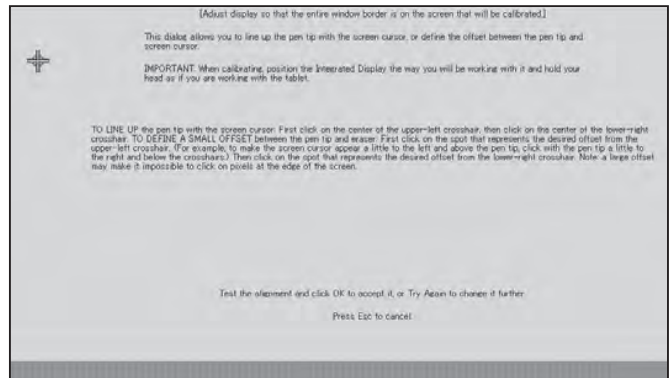 [Adjust display so that the entire window border is on the screen that will be calibrated.]
This dialog allows you to line up the pen tip with the screen cursor, or define the offset between the pen tip and
screen cursor.
IMPORTANT: When calibrating, position the Integrated Display the way you will be working with it and hold your
head as if you are working with the tablet.
TO LINE UP the pen tip with the screen cursor: First click on the center of the upper-left crosshair, then click on the center of the lower-right
crosshair. TO DEFINE A SMALL OFFSET between the pen tip and eraser: First click on the spot that represents the desired offset from the
upper-left crosshair. (For example, to make the screen cursor appear a little to the left and above the pen tip, click with the pen tip a little to
the right and below the crosshairs.) Then click on the spot that represents the desired offset from the lower-right crosshair. Note: a large offset
may make it impossible to click on pixels at the edge of the screen.
Test the alignment and click OK to accept it, or Try Again to change it further.
Press Esc to cancel.